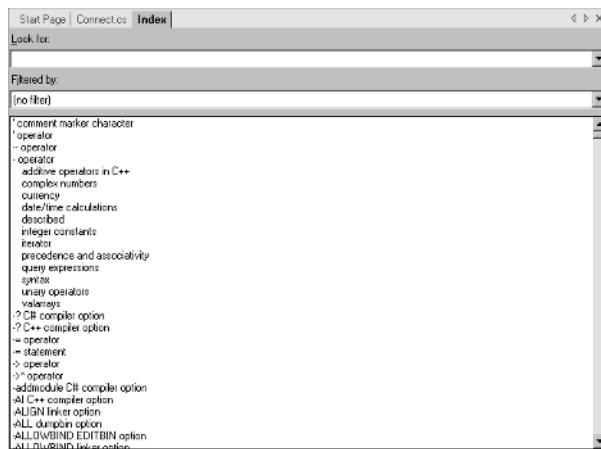 Start Page | Connect.cs Index
Look for:
Filtered by:
(no filter)
' comment marker character
' operator
-- operator
- operator
additive operators in C++
complex numbers
currency
date/time calculations
described
integer constants
iterator
precedence and associativity
query expressions
syntax
unary operators
valarrays
-? C# compiler option
-? C++ compiler option
-= operator
-= statement
-> operator
->* operator
-addmodule C# compiler option
-AI C++ compiler option
-ALIGN linker option
-ALL dumpbin option
-ALLOWBIND EDITBIN option
-ALLOWBIND linker option